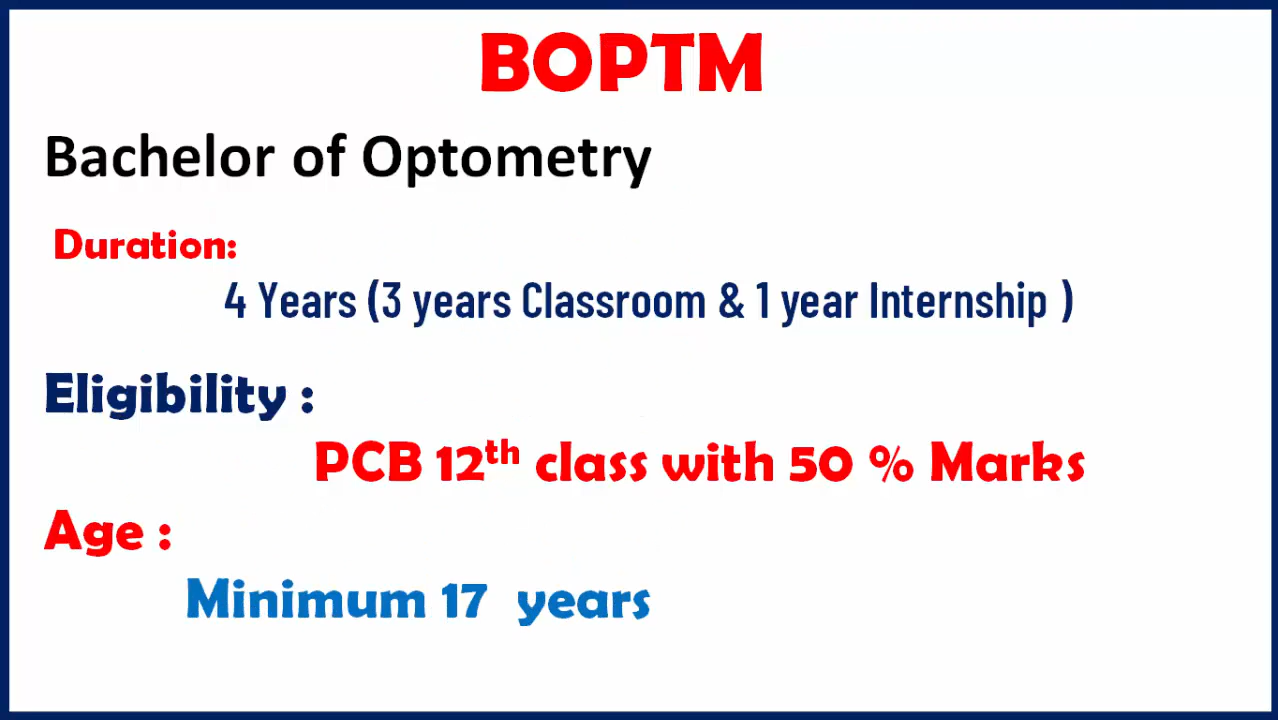 BOPTM
Bachelor of Optometry
Duration:
4 Years (3 years Classroom & 1 year Internship )
Eligibility :
PCB 12th class with 50 % Marks
Age :
Minimum 17 years